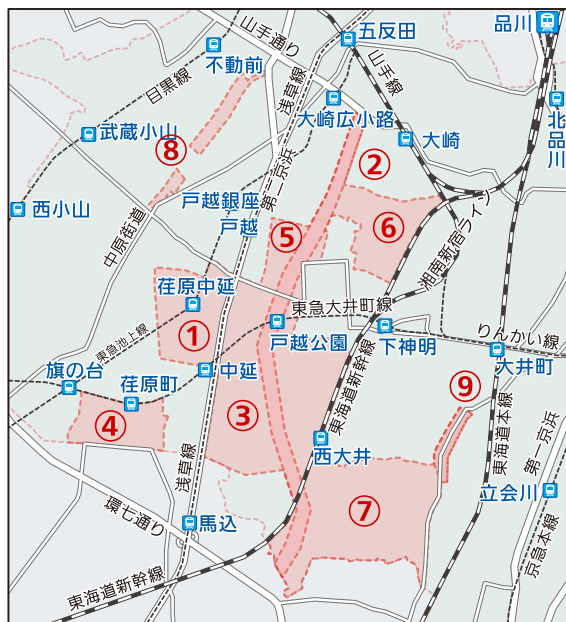 品川
山手通り
五反田
浅草線
不動前
目黒線
山手線
大崎広小路
北品川
武蔵小山
大崎
⑧
②
西小山
戸越銀座
戸越
第二京浜
中原街道
⑤
⑥
湘南新宿ライン
荏原中延
東急大井町線
東急池上線
①
戸越公園
下神明
りんかい線
大井町
旗の台
荏原町
中延
東海道新幹線
⑨
④
③
西大井
東海道本線
第一京浜
浅草線
立会川
環七通り
馬込
⑦
京急本線
東海道新幹線